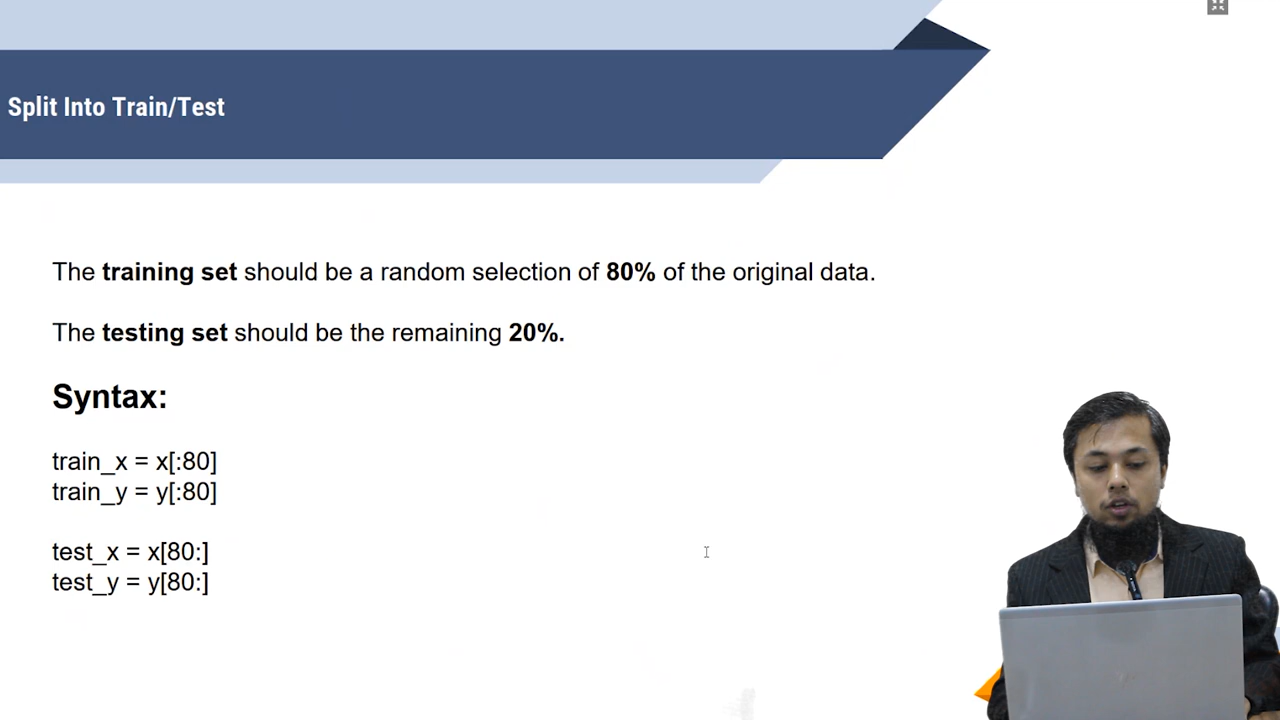 Split Into Train/Test
The training set should be a random selection of 80% of the original data.
The testing set should be the remaining 20%.
Syntax:
train_x = x[:80]
train_y = y[:80]
test_x = x[80:]
test_y = y[80:]